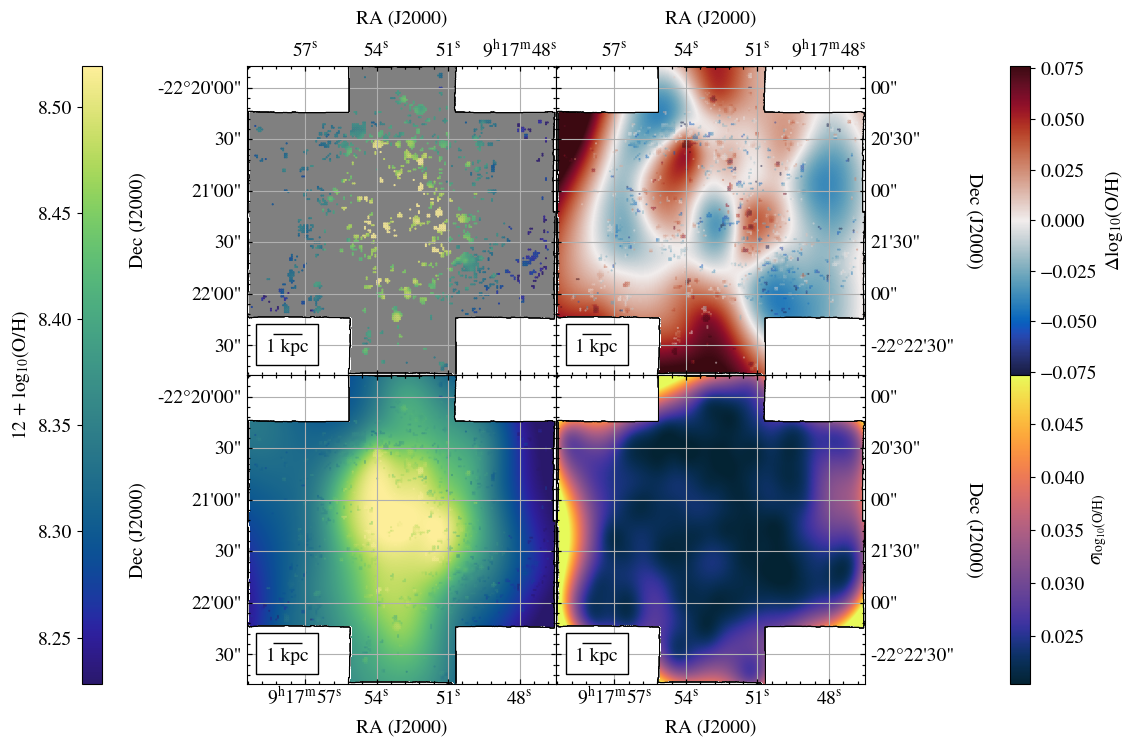 RA (J2000)
RA (J2000)
57ˢ 54ˢ 51ˢ 9ʰ17ᵐ48ˢ
57ˢ 54ˢ 51ˢ 9ʰ17ᵐ48ˢ
8.50
8.45
8.40
8.35
8.30
8.25
12 + log₁₀(O/H)
-22°20'00"
30"
21'00"
30"
22'00"
30"
Dec (J2000)
1 kpc
1 kpc
00"
20'30"
00"
21'30"
00"
-22°22'30"
Dec (J2000)
0.075
0.050
0.025
0.000
−0.025
−0.050
−0.075
Δlog₁₀(O/H)
-22°20'00"
30"
21'00"
30"
22'00"
30"
Dec (J2000)
1 kpc
1 kpc
00"
20'30"
00"
21'30"
00"
-22°22'30"
Dec (J2000)
0.045
0.040
0.035
0.030
0.025
σlog₁₀(O/H)
9ʰ17ᵐ57ˢ 54ˢ 51ˢ 48ˢ
9ʰ17ᵐ57ˢ 54ˢ 51ˢ 48ˢ
RA (J2000)
RA (J2000)